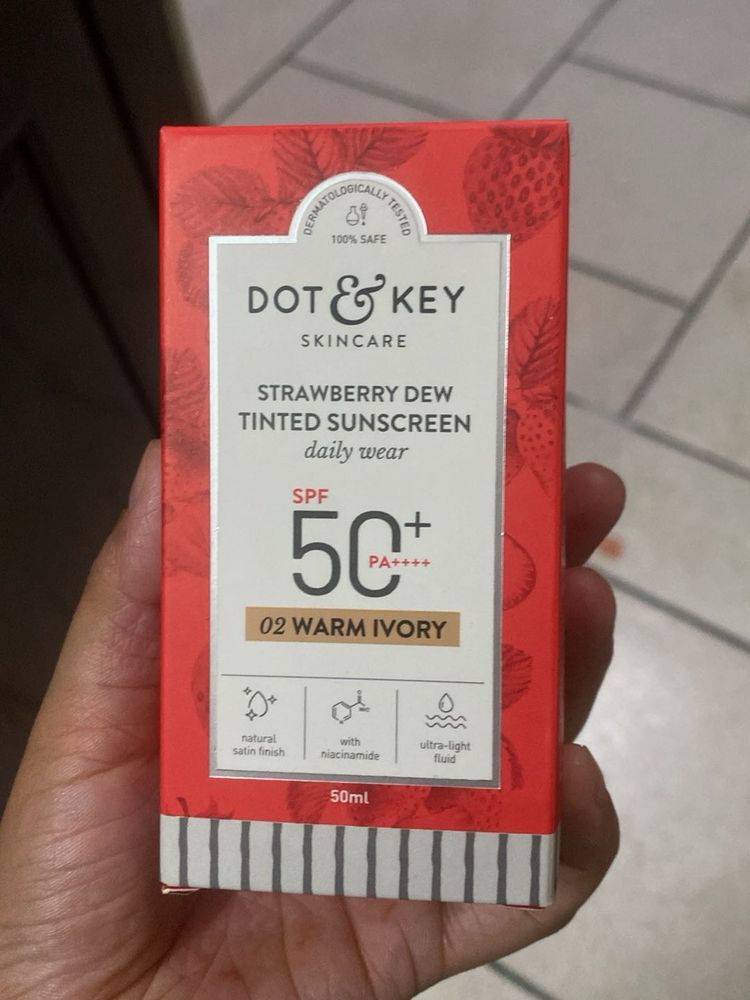 DERMATOLOGICALLY TESTED
100% SAFE
DOT & KEY
SKINCARE
STRAWBERRY DEW
TINTED SUNSCREEN
daily wear
SPF
50+
PA++++
02 WARM IVORY
natural
satin finish
with
niacinamide
ultra-light
fluid
50ml